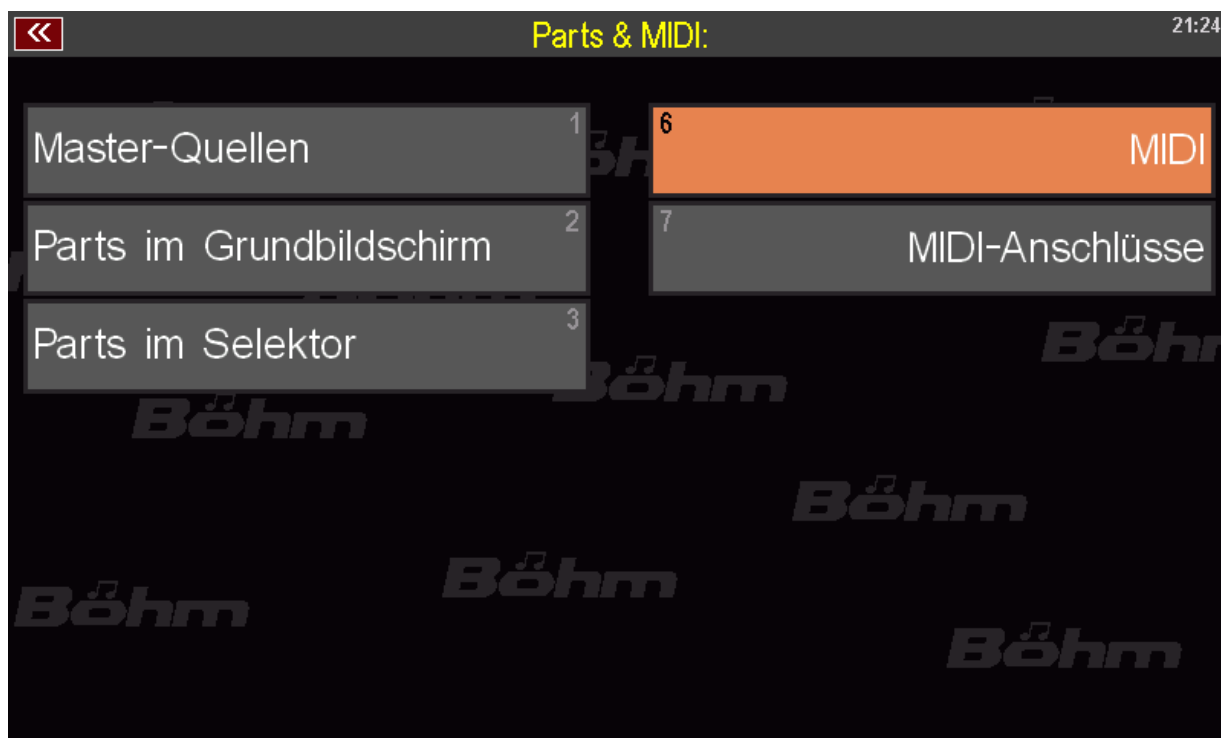 Parts & MIDI:
21:24
1
Master-Quellen
2
Parts im Grundbildschirm
3
Parts im Selektor
6
MIDI
7
MIDI-Anschlüsse
Böhm
Böhm
Böhm
Böhm
Böhm
Böhm